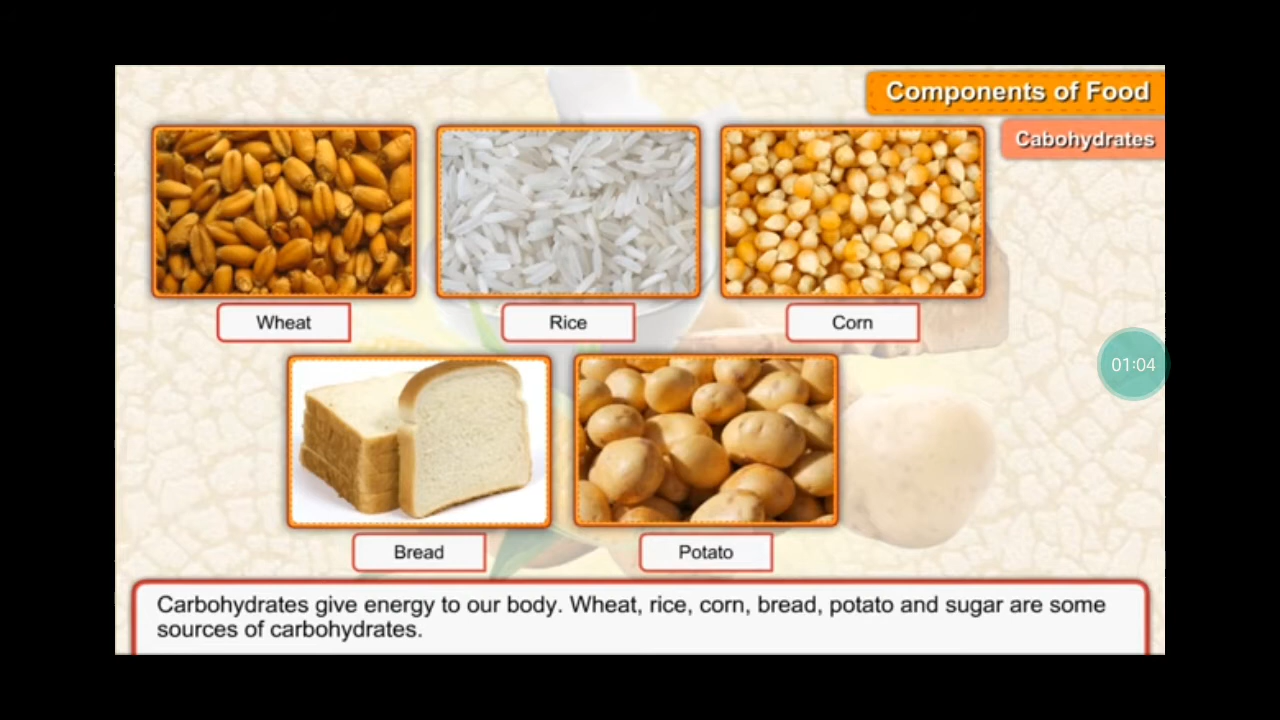 Components of Food
Cabohydrates
Wheat
Rice
Corn
01:04
Bread
Potato
Carbohydrates give energy to our body. Wheat, rice, corn, bread, potato and sugar are some
sources of carbohydrates.